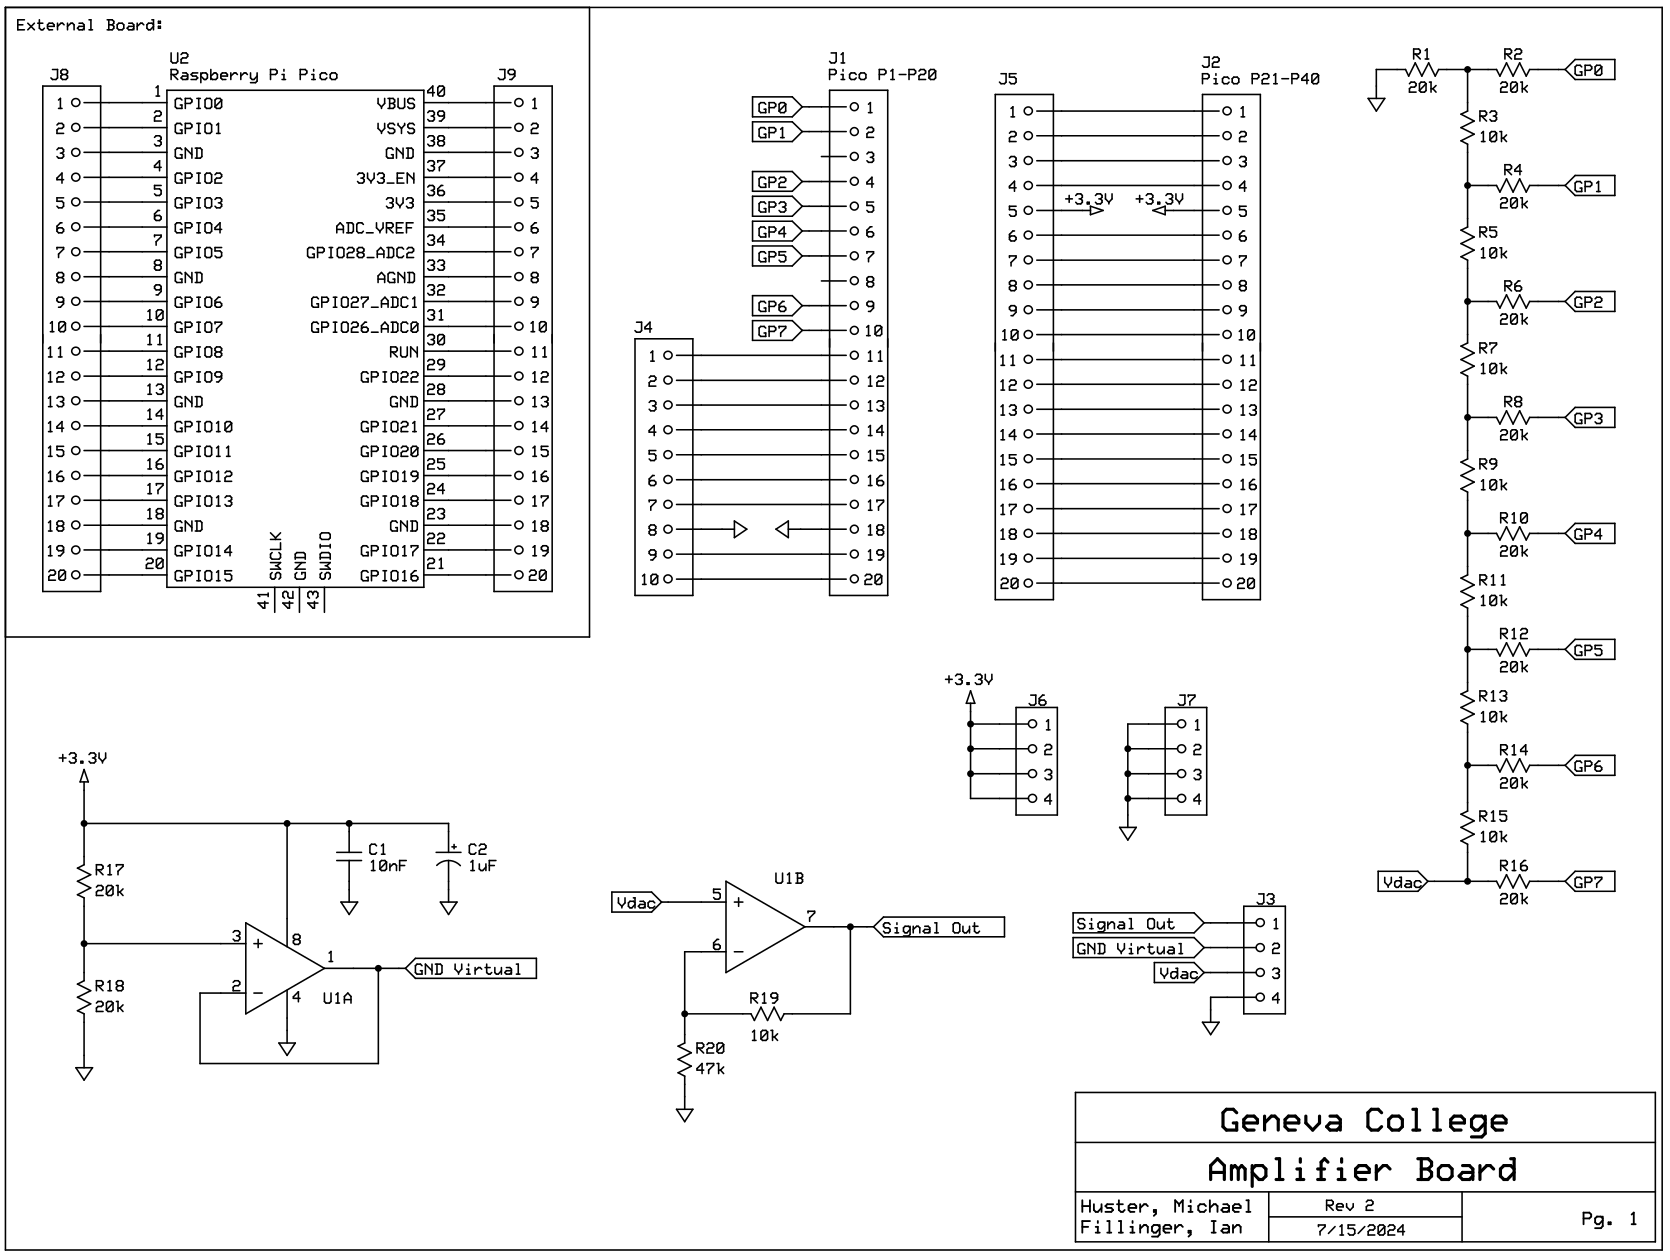 External Board:
U2
Raspberry Pi Pico
J8
J9
1 1 GPIO0 VBUS 40 1
2 2 GPIO1 VSYS 39 2
3 3 GND GND 38 3
4 4 GPIO2 3V3_EN 37 4
5 5 GPIO3 3V3 36 5
6 6 GPIO4 ADC_VREF 35 6
7 7 GPIO5 GPIO28_ADC2 34 7
8 8 GND AGND 33 8
9 9 GPIO6 GPIO27_ADC1 32 9
10 10 GPIO7 GPIO26_ADC0 31 10
11 11 GPIO8 RUN 30 11
12 12 GPIO9 GPIO22 29 12
13 13 GND GND 28 13
14 14 GPIO10 GPIO21 27 14
15 15 GPIO11 GPIO20 26 15
16 16 GPIO12 GPIO19 25 16
17 17 GPIO13 GPIO18 24 17
18 18 GND GND 23 18
19 19 GPIO14 GPIO17 22 19
20 20 GPIO15 GPIO16 21 20
SWCLK GND SWDIO
41 42 43
J1
Pico P1-P20
GP0 1
GP1 2
3
GP2 4
GP3 5
GP4 6
GP5 7
8
GP6 9
GP7 10
J4
1 11
2 12
3 13
4 14
5 15
6 16
7 17
8 18
9 19
10 20
J5
J2
Pico P21-P40
1 1
2 2
3 3
4 4
5 +3.3V +3.3V 5
6 6
7 7
8 8
9 9
10 10
11 11
12 12
13 13
14 14
15 15
16 16
17 17
18 18
19 19
20 20
R1
20k
R2
20k
GP0
R3
10k
R4
20k
GP1
R5
10k
R6
20k
GP2
R7
10k
R8
20k
GP3
R9
10k
R10
20k
GP4
R11
10k
R12
20k
GP5
R13
10k
R14
20k
GP6
R15
10k
Vdac
R16
20k
GP7
+3.3V
J6
1
2
3
4
J7
1
2
3
4
+3.3V
R17
20k
R18
20k
C1
10nF
+ C2
1uF
3 + 8
1
2 - 4
U1A
GND Virtual
U1B
Vdac 5 +
7
6 -
Signal Out
R19
10k
R20
47k
J3
Signal Out 1
GND Virtual 2
Vdac 3
4
Geneva College
Amplifier Board
Huster, Michael
Fillinger, Ian
Rev 2
7/15/2024
Pg. 1